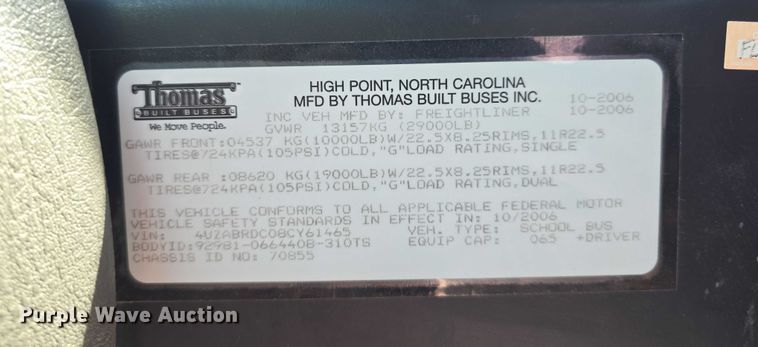 Thomas
BUILT BUSES
We Move People.
HIGH POINT, NORTH CAROLINA
MFD BY THOMAS BUILT BUSES INC. 10-2006
INC VEH MFD BY: FREIGHTLINER 10-2006
GVWR 13157KG (29000LB)
GAWR FRONT:04537 KG(10000LB)W/22.5X8.25RIMS,11R22.5
TIRES@724KPA(105PSI)COLD,"G"LOAD RATING,SINGLE
GAWR REAR :08620 KG(19000LB)W/22.5X8.25RIMS,11R22.5
TIRES@724KPA(105PSI)COLD,"G"LOAD RATING,DUAL
THIS VEHICLE CONFORMS TO ALL APPLICABLE FEDERAL MOTOR
VEHICLE SAFETY STANDARDS IN EFFECT IN: 10/2006
VIN: 4UZABRDC08CY61465 VEH. TYPE: SCHOOL BUS
BODYID:92981-0664408-310TS EQUIP CAP: 065 +DRIVER
CHASSIS ID NO: 70855
Purple Wave Auction